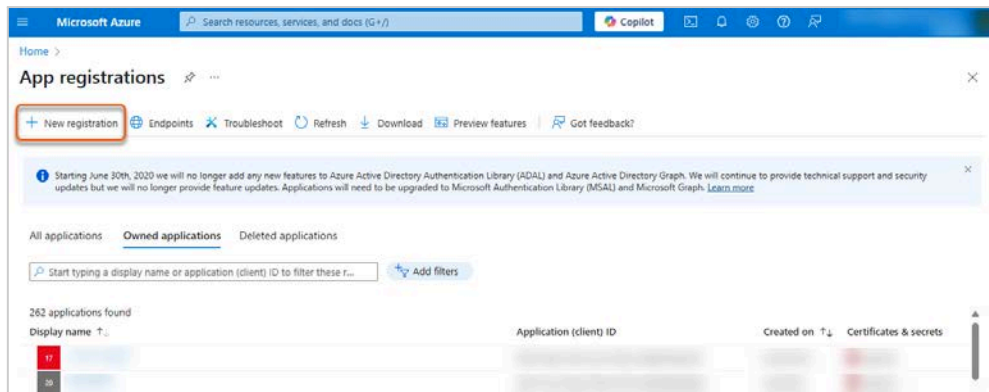 Microsoft Azure
Search resources, services, and docs (G+/)
Copilot
Home >
App registrations
New registration
Endpoints
Troubleshoot
Refresh
Download
Preview features
Got feedback?
Starting June 30th, 2020 we will no longer add any new features to Azure Active Directory Authentication Library (ADAL) and Azure Active Directory Graph. We will continue to provide technical support and security
updates but we will no longer provide feature updates. Applications will need to be upgraded to Microsoft Authentication Library (MSAL) and Microsoft Graph. Learn more
All applications
Owned applications
Deleted applications
Start typing a display name or application (client) ID to filter these r...
Add filters
262 applications found
Display name
Application (client) ID
Created on
Certificates & secrets
17
20